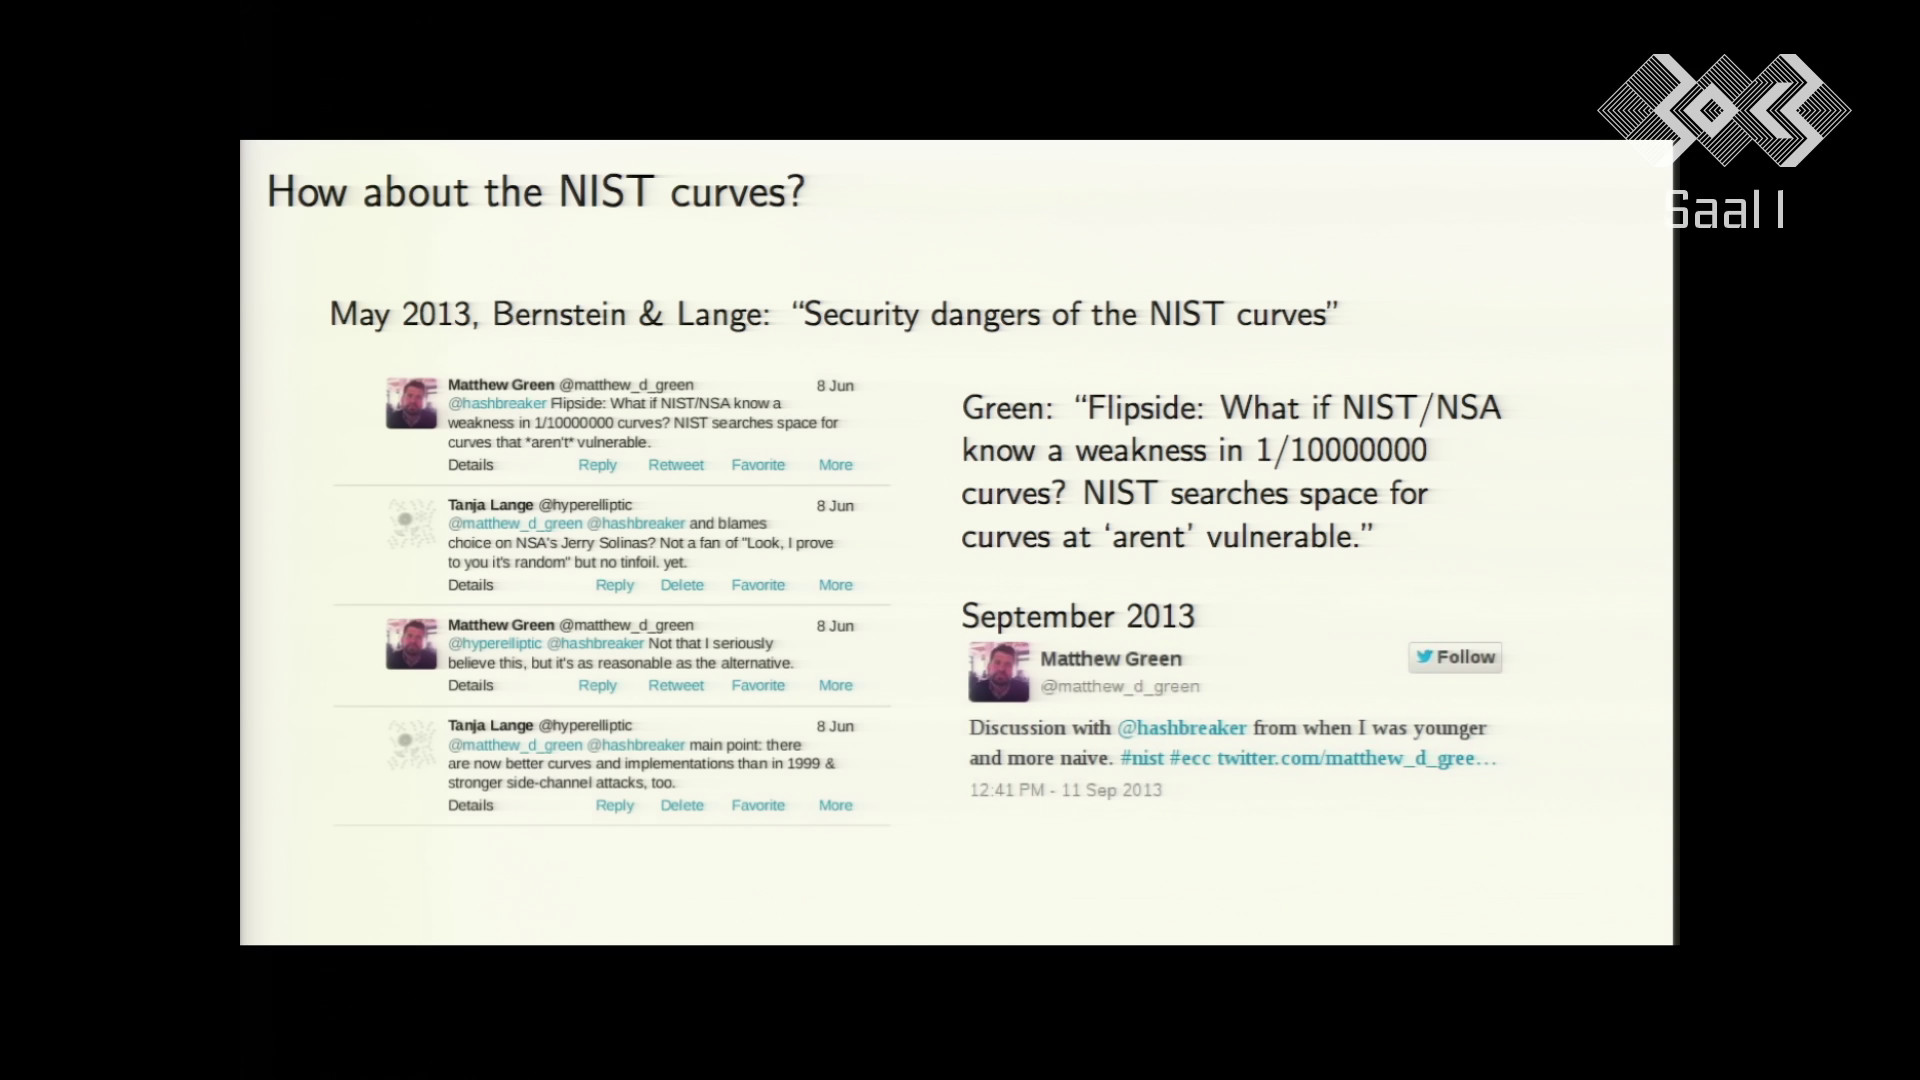 30C3
Saal 1
How about the NIST curves?
May 2013, Bernstein & Lange: “Security dangers of the NIST curves”
Matthew Green @matthew_d_green 8 Jun
@hashbreaker Flipside: What if NIST/NSA know a
weakness in 1/10000000 curves? NIST searches space for
curves that *aren't* vulnerable.
Details Reply Retweet Favorite More
Tanja Lange @hyperelliptic 8 Jun
@matthew_d_green @hashbreaker and blames
choice on NSA's Jerry Solinas? Not a fan of "Look, I prove
to you it's random" but no tinfoil. yet.
Details Reply Delete Favorite More
Matthew Green @matthew_d_green 8 Jun
@hyperelliptic @hashbreaker Not that I seriously
believe this, but it's as reasonable as the alternative.
Details Reply Retweet Favorite More
Tanja Lange @hyperelliptic 8 Jun
@matthew_d_green @hashbreaker main point: there
are now better curves and implementations than in 1999 &
stronger side-channel attacks, too.
Details Reply Delete Favorite More
Green: “Flipside: What if NIST/NSA
know a weakness in 1/10000000
curves? NIST searches space for
curves at ‘arent’ vulnerable.”
September 2013
Matthew Green
Follow
@matthew_d_green
Discussion with @hashbreaker from when I was younger
and more naive. #nist #ecc twitter.com/matthew_d_gree…
12:41 PM - 11 Sep 2013